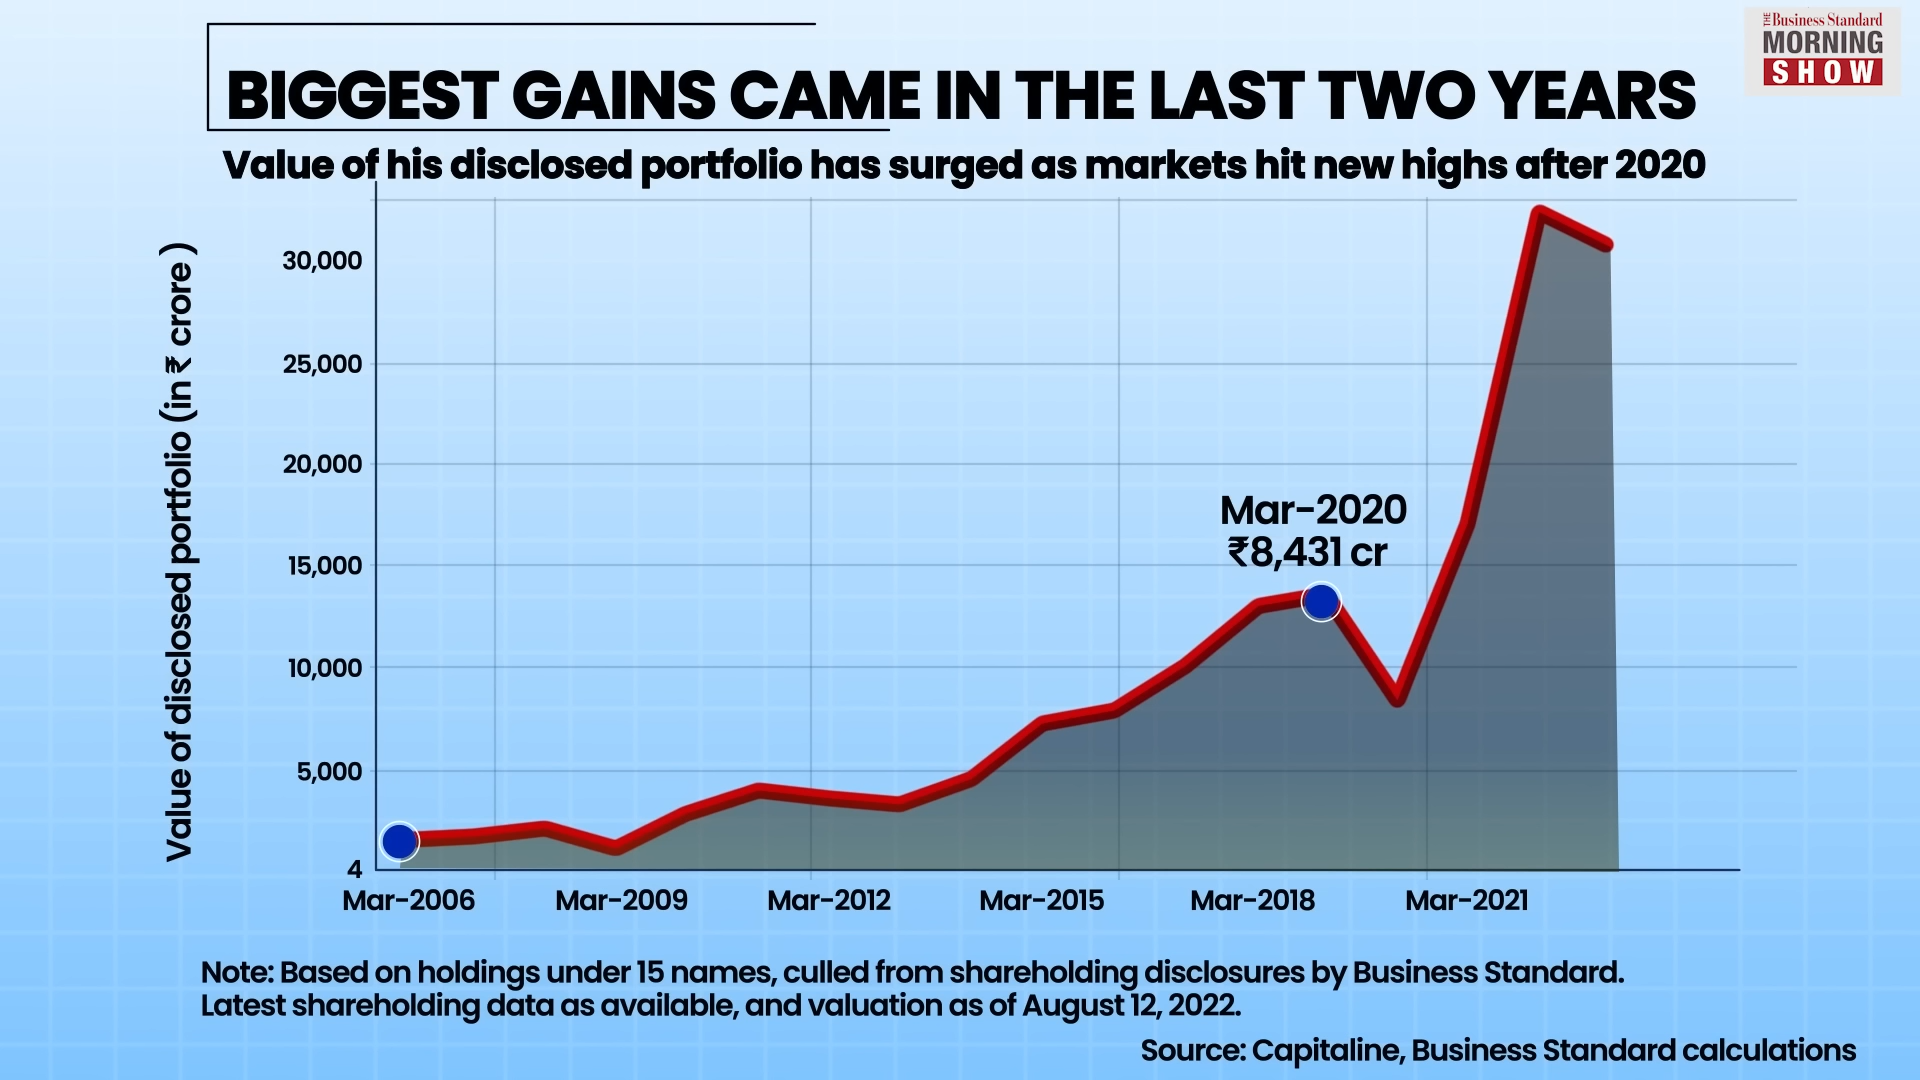 THE Business Standard
MORNING
SHOW
BIGGEST GAINS CAME IN THE LAST TWO YEARS
Value of his disclosed portfolio has surged as markets hit new highs after 2020
Value of disclosed portfolio (in ₹ crore )
30,000
25,000
20,000
15,000
10,000
5,000
4
Mar-2020
₹8,431 cr
Mar-2006 Mar-2009 Mar-2012 Mar-2015 Mar-2018 Mar-2021
Note: Based on holdings under 15 names, culled from shareholding disclosures by Business Standard.
Latest shareholding data as available, and valuation as of August 12, 2022.
Source: Capitaline, Business Standard calculations